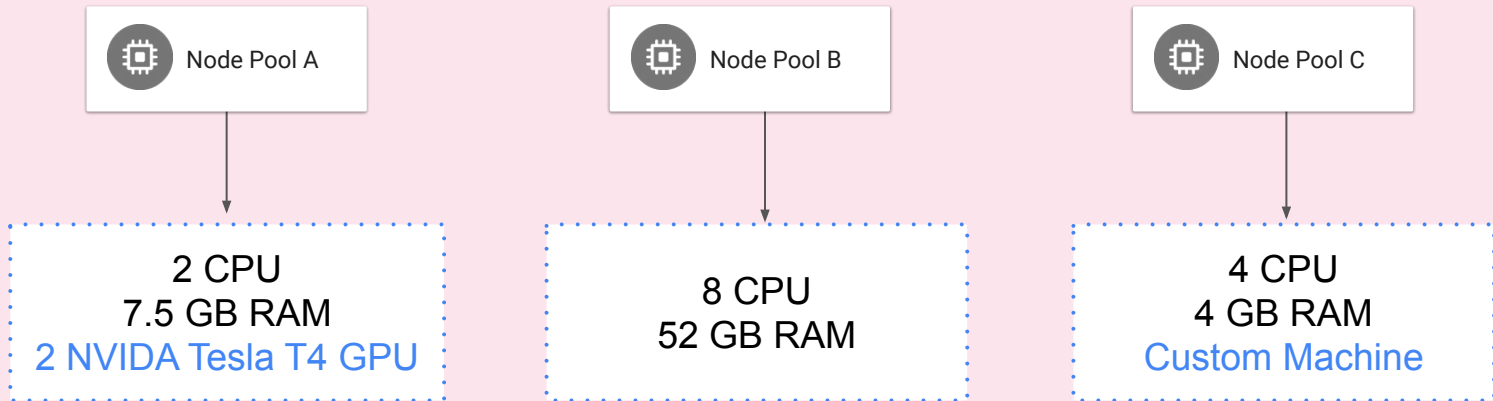 Node Pool A
Node Pool B
Node Pool C
2 CPU
7.5 GB RAM
2 NVIDA Tesla T4 GPU
8 CPU
52 GB RAM
4 CPU
4 GB RAM
Custom Machine